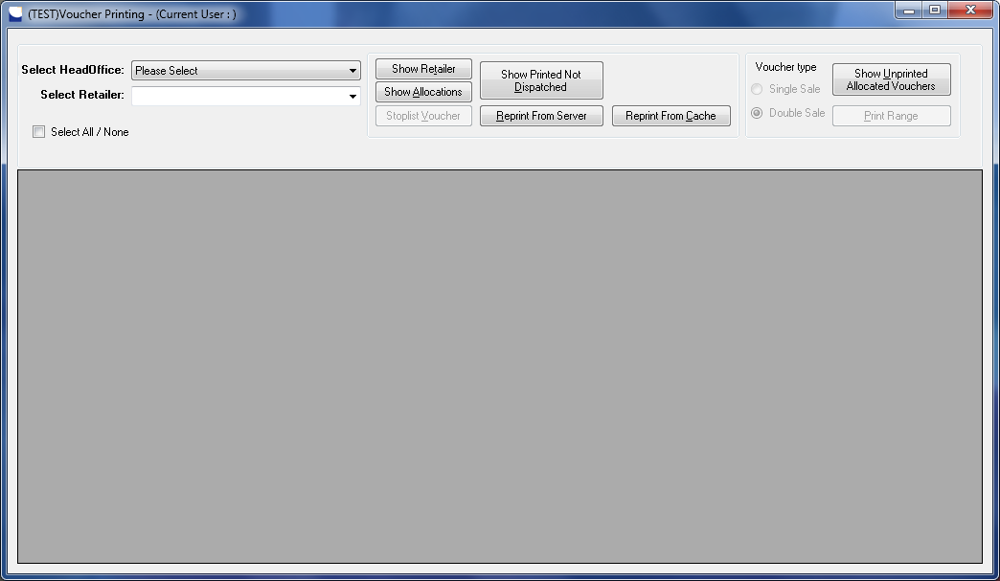 (TEST)Voucher Printing - (Current User : )
Select HeadOffice: Please Select
Select Retailer:
Select All / None
Show Retailer
Show Allocations
Stoplist Voucher
Show Printed Not
Dispatched
Reprint From Server
Reprint From Cache
Voucher type
Single Sale
Double Sale
Show Unprinted
Allocated Vouchers
Print Range